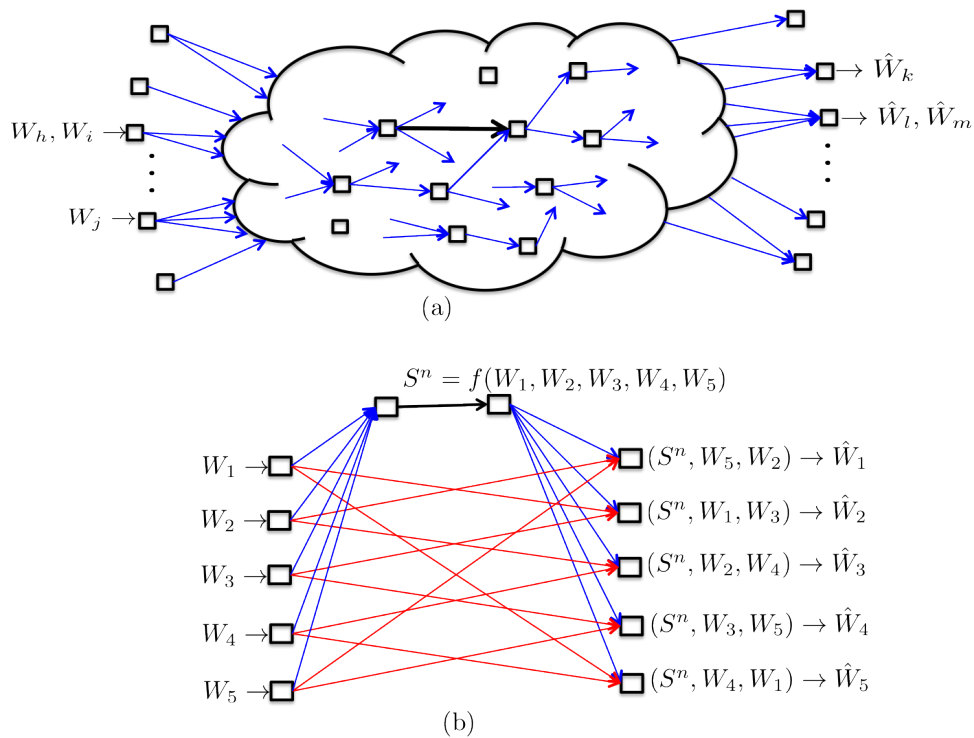 → Ŵ_k
W_h, W_i →
→ Ŵ_l, Ŵ_m
W_j →
(a)
S^n = f(W_1, W_2, W_3, W_4, W_5)
W_1 →
(S^n, W_5, W_2) → Ŵ_1
W_2 →
(S^n, W_1, W_3) → Ŵ_2
W_3 →
(S^n, W_2, W_4) → Ŵ_3
W_4 →
(S^n, W_3, W_5) → Ŵ_4
W_5 →
(S^n, W_4, W_1) → Ŵ_5
(b)